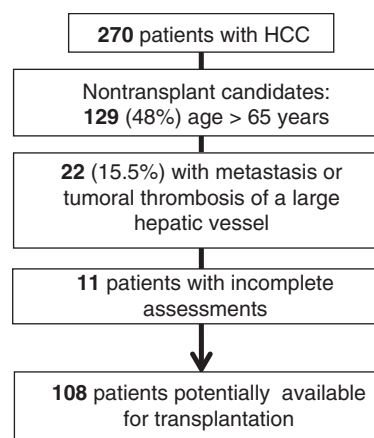 270 patients with HCC
Nontransplant candidates:
129 (48%) age > 65 years
22 (15.5%) with metastasis or
tumoral thrombosis of a large
hepatic vessel
11 patients with incomplete
assessments
108 patients potentially available
for transplantation